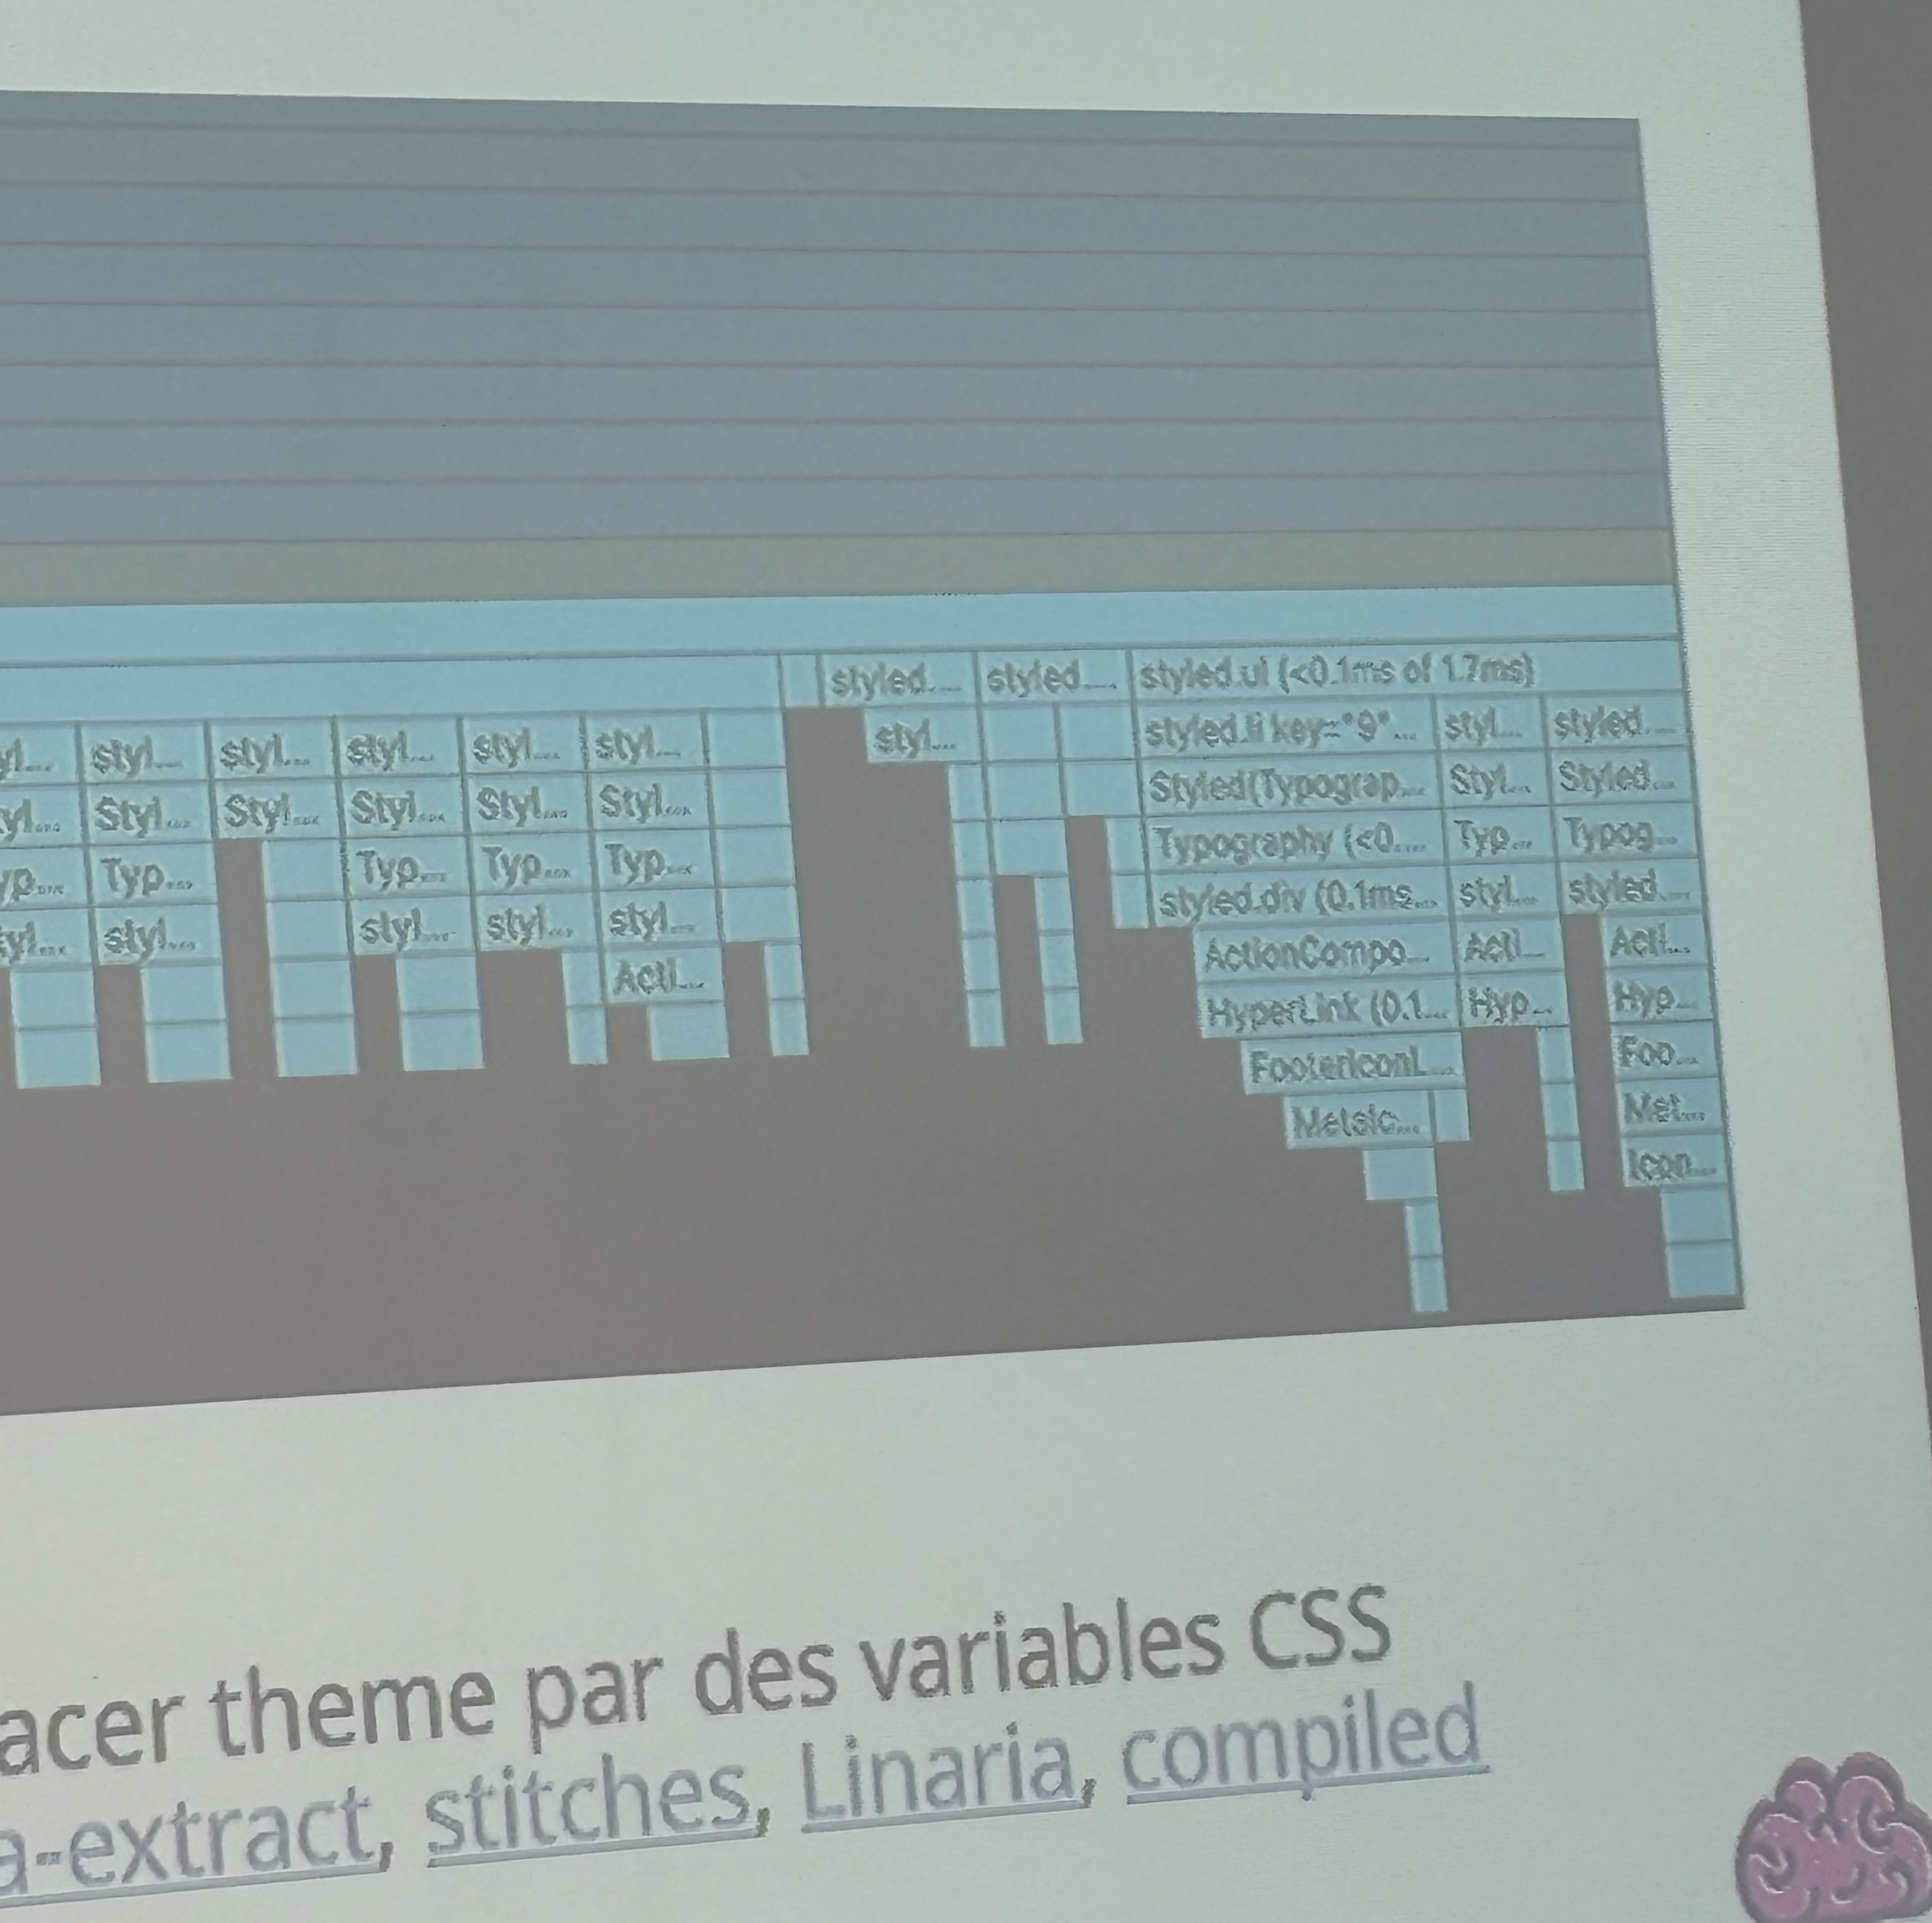 styled.... styled.... styled.ul (<0.1ms of 1.7ms)
yl... styl... styl... styl... styl... styl... styl... styled.li key="9"... styl... styled....
yl... Styl... Styl... Styl... Styl... Styl... Styled(Typograp... Styl... Styled...
yp... Typ... Typ... Typ... Typ... Typography (<0.... Typ... Typog...
tyl... styl... styl... styl... styl... styled.div (0.1ms... styl... styled....
Acti... ActionCompo... Acti... Acti...
HyperLink (0.1... Hyp... Hyp...
FooterIconL... Foo...
MetaIc... Met...
Icon...
acer theme par des variables CSS
a-extract, stitches, Linaria, compiled